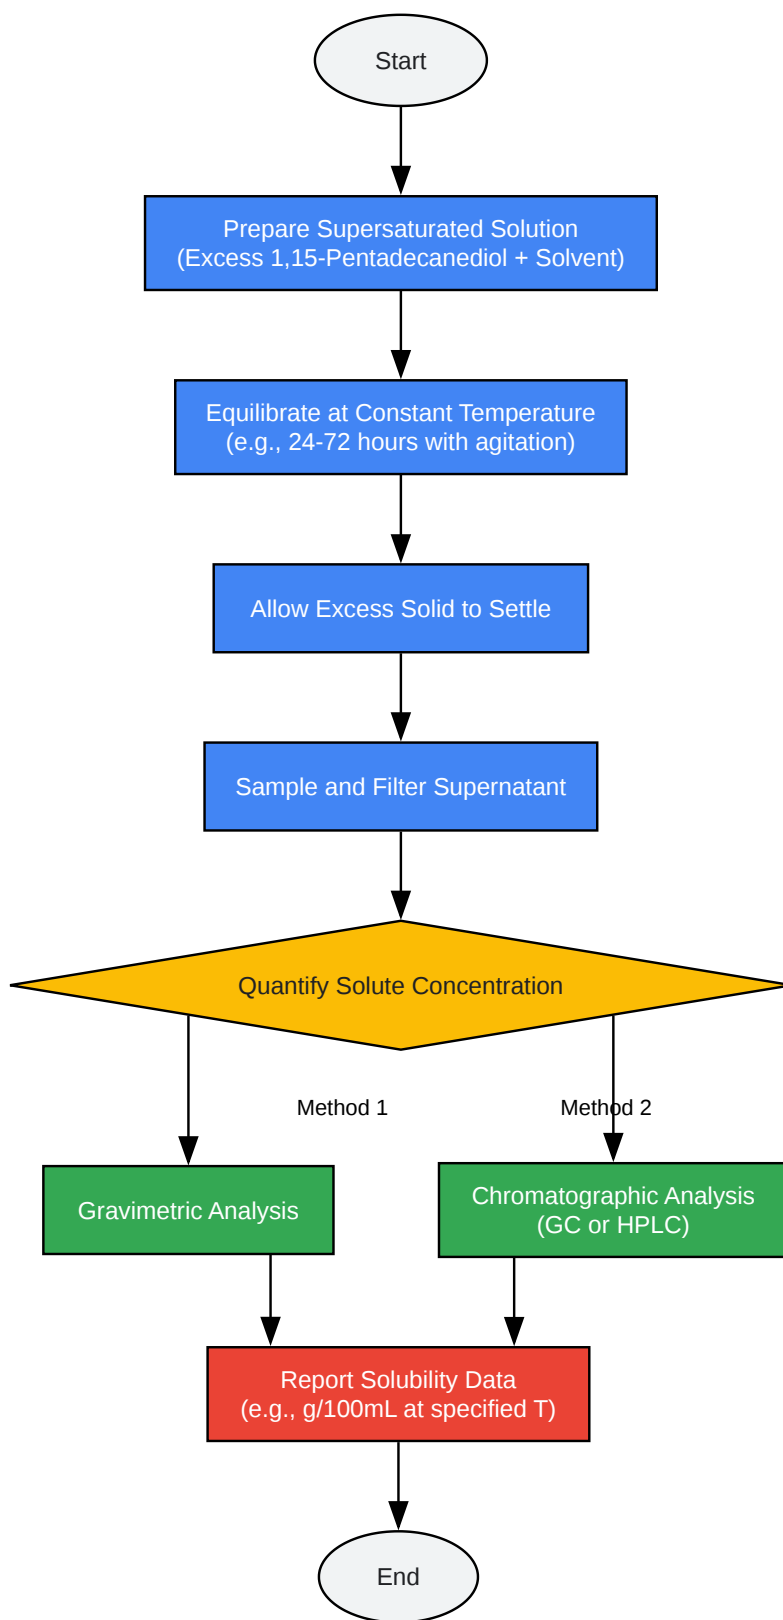 Start
Prepare Supersaturated Solution
(Excess 1,15-Pentadecanediol + Solvent)
Equilibrate at Constant Temperature
(e.g., 24-72 hours with agitation)
Allow Excess Solid to Settle
Sample and Filter Supernatant
Quantify Solute Concentration
Method 1
Method 2
Gravimetric Analysis
Chromatographic Analysis
(GC or HPLC)
Report Solubility Data
(e.g., g/100mL at specified T)
End